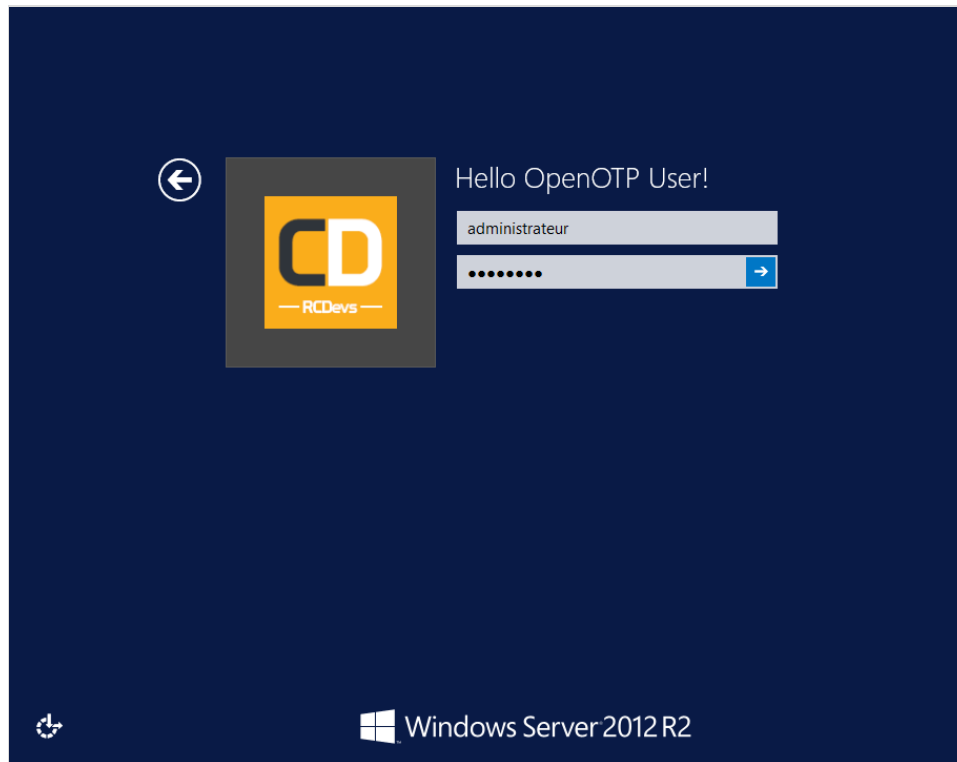 Hello OpenOTP User!
administrateur
••••••••
CD
RCDevs
Windows Server 2012 R2